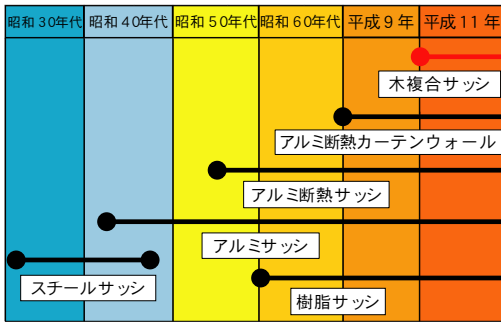 昭和30年代 昭和40年代 昭和50年代 昭和60年代 平成9年 平成11年
木複合サッシ
アルミ断熱カーテンウォール
アルミ断熱サッシ
アルミサッシ
スチールサッシ
樹脂サッシ